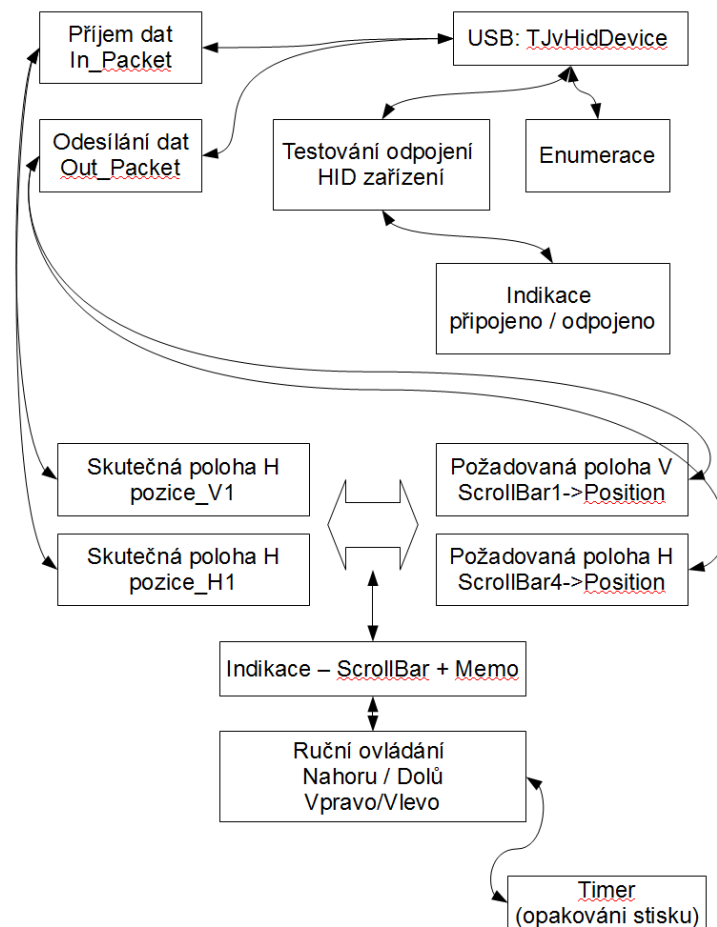 Příjem dat
In_Packet
USB: TJvHidDevice
Odesílání dat
Out_Packet
Testování odpojení
HID zařízení
Enumerace
Indikace
připojeno / odpojeno
Skutečná poloha H
pozice_V1
Požadovaná poloha V
ScrollBar1->Position
Skutečná poloha H
pozice_H1
Požadovaná poloha H
ScrollBar4->Position
Indikace – ScrollBar + Memo
Ruční ovládání
Nahoru / Dolů
Vpravo/Vlevo
Timer
(opakování stisku)